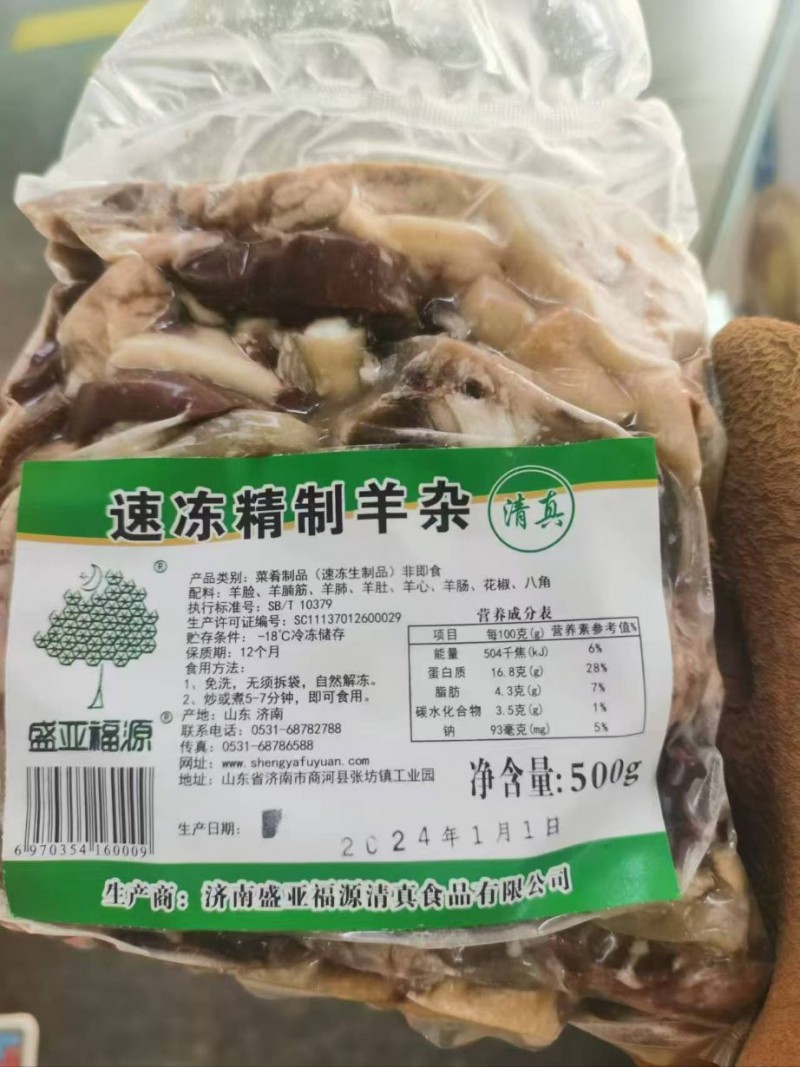 速冻精制羊杂
清真
®
产品类别：菜肴制品（速冻生制品）非即食
配料：羊脸、羊腩筋、羊肺、羊肚、羊心、羊肠、花椒、八角
执行标准号：SB/T 10379
生产许可证编号：SC11137012600029
贮存条件： -18℃冷冻储存
保质期：12个月
食用方法：
1、免洗，无须拆袋，自然解冻。
2、炒或煮5-7分钟，即可食用。
产地：山东 济南
联系电话：0531-68782788
传真：0531-68786588
网址：www.shengyafuyuan.com
地址：山东省济南市商河县张坊镇工业园
营养成分表
项目 每100克(g) 营养素参考值%
能量 504千焦(kJ) 6%
蛋白质 16.8克(g) 28%
脂肪 4.3克(g) 7%
碳水化合物 3.5克(g) 1%
钠 93毫克(mg) 5%
盛亚福源®
净含量:500g
6 970354 160009
生产日期：
2024年1月1日
生产商：济南盛亚福源清真食品有限公司